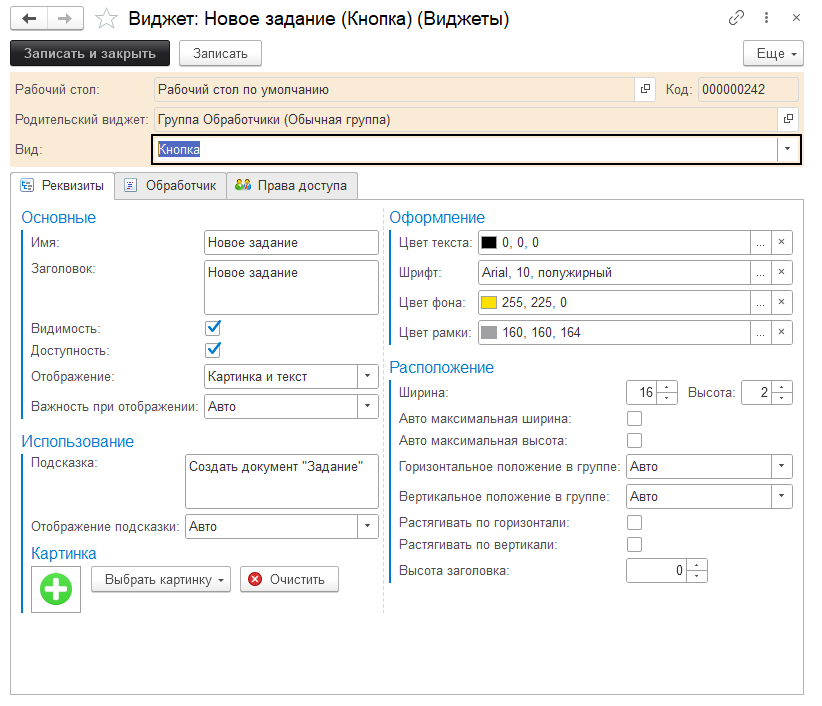 Виджет: Новое задание (Кнопка) (Виджеты)
Записать и закрыть
Записать
Еще
Рабочий стол: Рабочий стол по умолчанию Код: 000000242
Родительский виджет: Группа Обработчики (Обычная группа)
Вид: Кнопка
Реквизиты Обработчик Права доступа
Основные
Имя: Новое задание
Заголовок: Новое задание
Видимость:
Доступность:
Отображение: Картинка и текст
Важность при отображении: Авто
Использование
Подсказка: Создать документ "Задание"
Отображение подсказки: Авто
Картинка
Выбрать картинку Очистить
Оформление
Цвет текста: 0, 0, 0 ...
Шрифт: Arial, 10, полужирный ...
Цвет фона: 255, 225, 0 ...
Цвет рамки: 160, 160, 164 ...
Расположение
Ширина: 16 Высота: 2
Авто максимальная ширина:
Авто максимальная высота:
Горизонтальное положение в группе: Авто
Вертикальное положение в группе: Авто
Растягивать по горизонтали:
Растягивать по вертикали:
Высота заголовка: 0